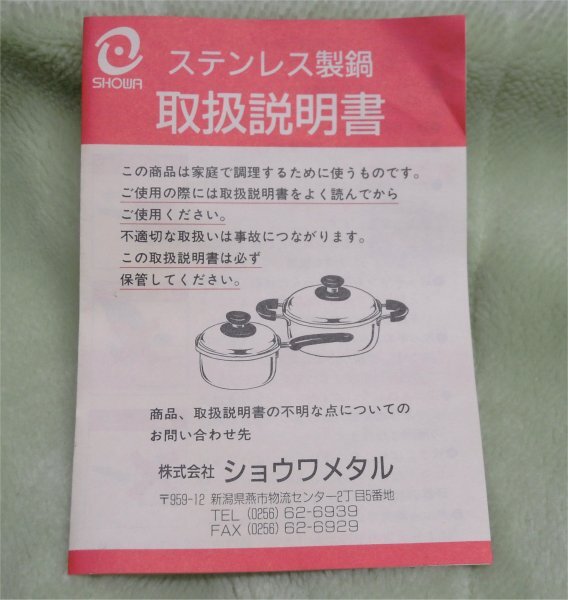 SHOWA
ステンレス製鍋
取扱説明書
この商品は家庭で調理するために使うものです。
ご使用の際には取扱説明書をよく読んでから
ご使用ください。
不適切な取扱いは事故につながります。
この取扱説明書は必ず
保管してください。
商品、取扱説明書の不明な点についての
お問い合わせ先
株式会社 ショウワメタル
〒959-12 新潟県燕市物流センター2丁目5番地
TEL (0256) 62-6939
FAX (0256) 62-6929